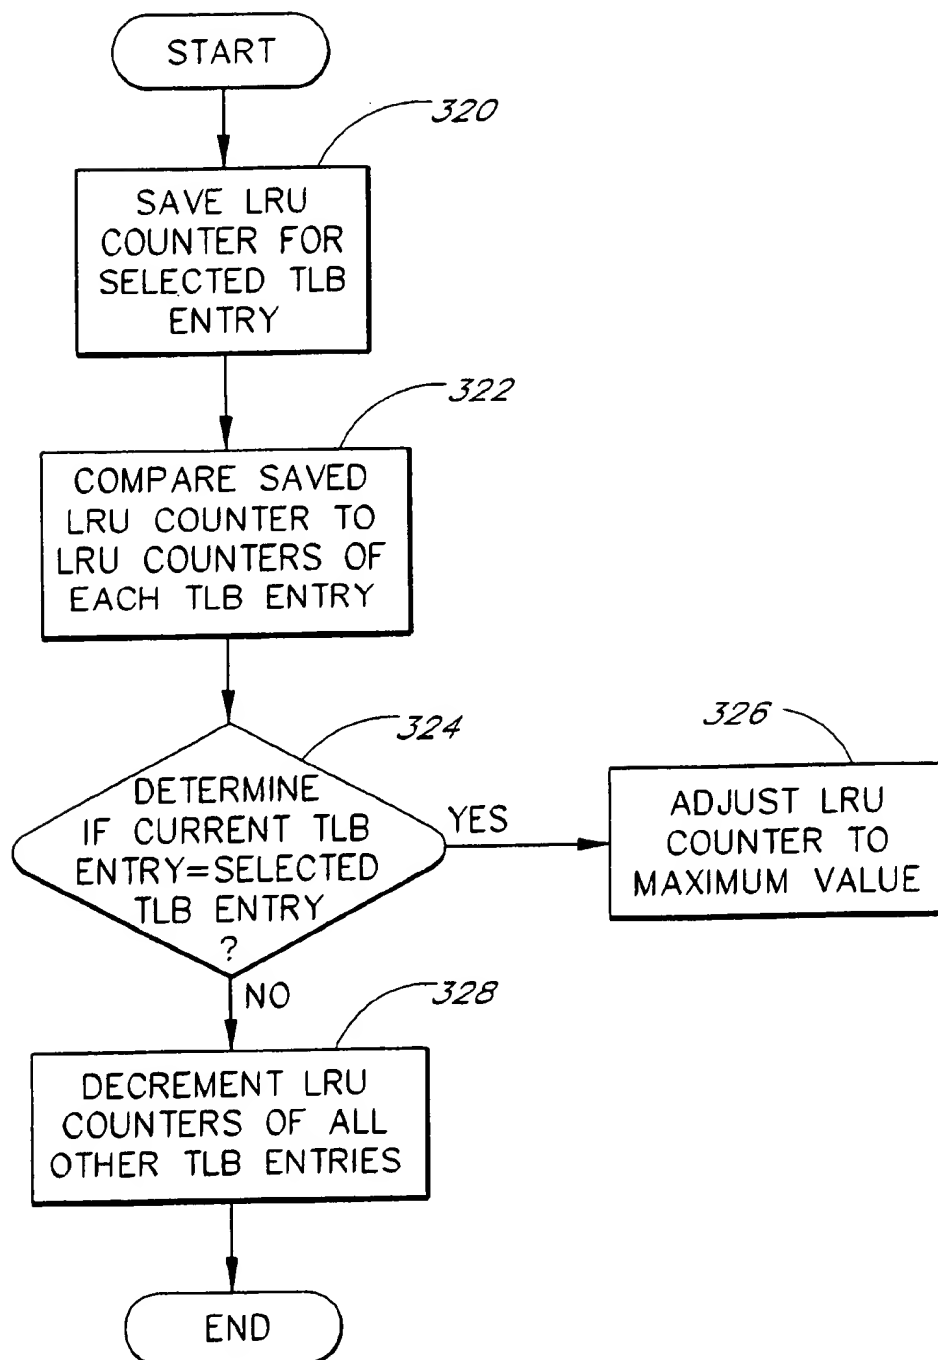 START
320
SAVE LRU
COUNTER FOR
SELECTED TLB
ENTRY
322
COMPARE SAVED
LRU COUNTER TO
LRU COUNTERS OF
EACH TLB ENTRY
324
DETERMINE
IF CURRENT TLB
ENTRY=SELECTED
TLB ENTRY
?
YES
326
ADJUST LRU
COUNTER TO
MAXIMUM VALUE
NO
328
DECREMENT LRU
COUNTERS OF ALL
OTHER TLB ENTRIES
END